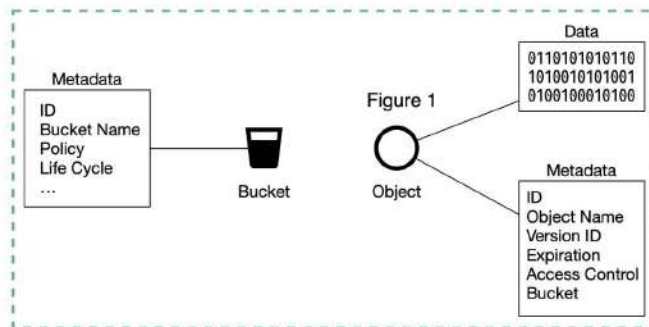 Metadata
ID
Bucket Name
Policy
Life Cycle
...
Bucket
Figure 1
Object
Data
0110101010110
1010010101001
0100100010100
Metadata
ID
Object Name
Version ID
Expiration
Access Control
Bucket